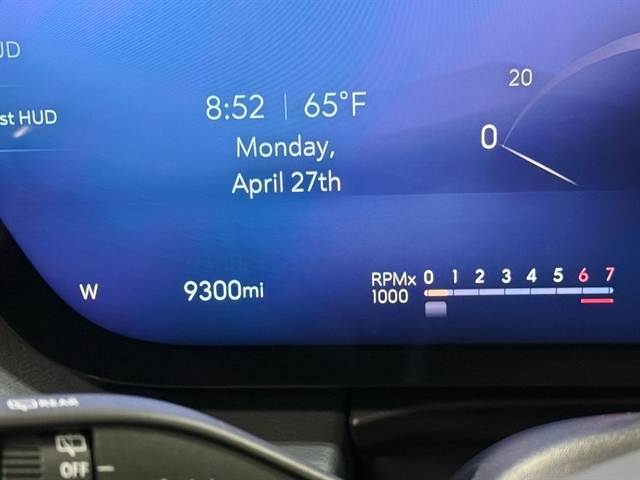 UD
st HUD
8:52 | 65°F
Monday,
April 27th
20
0
W
9300mi
RPMx
1000
0 1 2 3 4 5 6 7
REAR
OFF